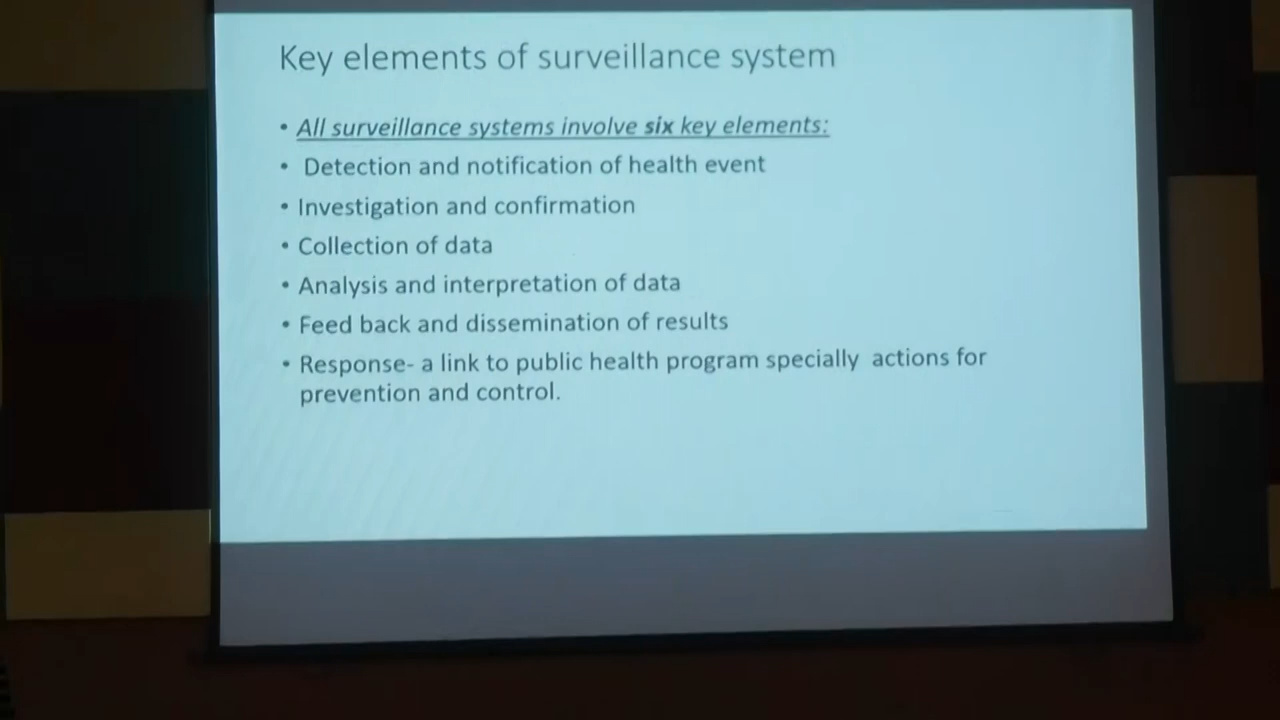 Key elements of surveillance system
• All surveillance systems involve six key elements:
• Detection and notification of health event
• Investigation and confirmation
• Collection of data
• Analysis and interpretation of data
• Feed back and dissemination of results
• Response- a link to public health program specially actions for
prevention and control.